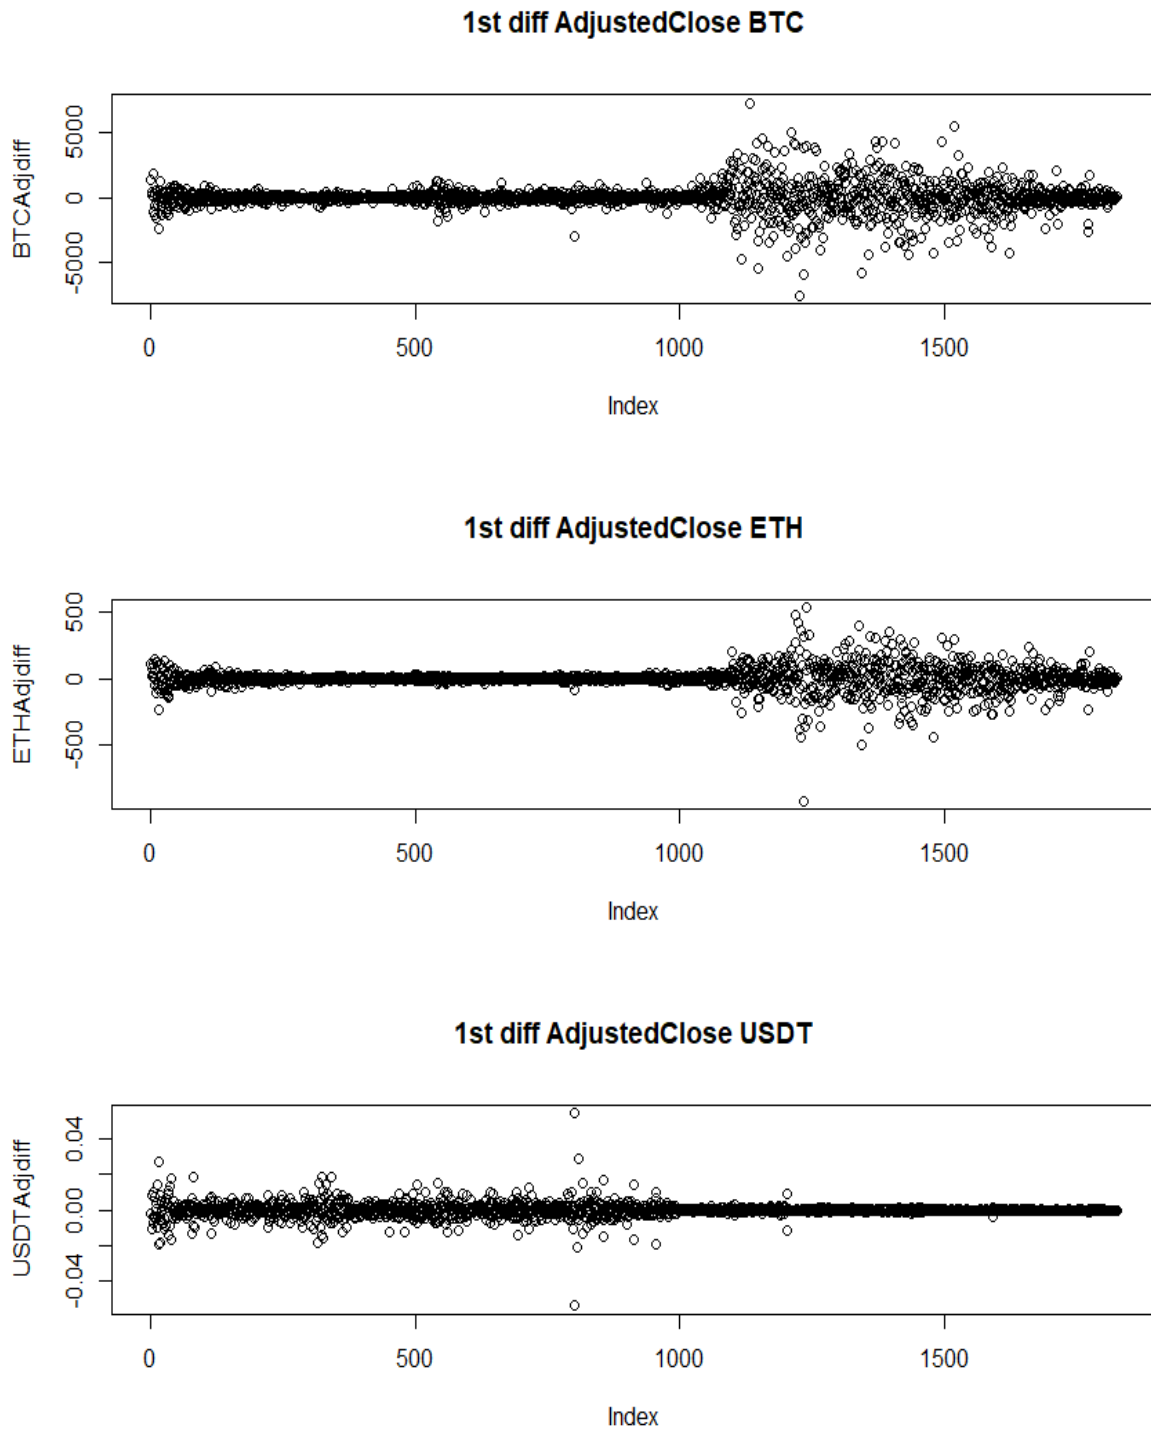 1st diff AdjustedClose BTC
BTCAdjdiff
5000
0
-5000
0 500 1000 1500
Index
1st diff AdjustedClose ETH
ETHAdjdiff
500
0
-500
0 500 1000 1500
Index
1st diff AdjustedClose USDT
USDTAdjdiff
0.04
0.00
-0.04
0 500 1000 1500
Index